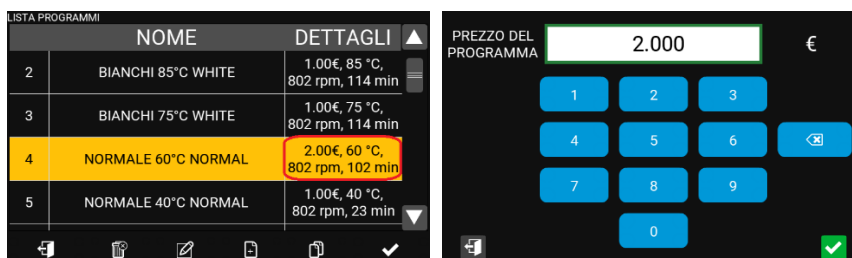 LISTA PROGRAMMI
NOME DETTAGLI
2 BIANCHI 85°C WHITE 1.00€, 85 °C,
802 rpm, 114 min
3 BIANCHI 75°C WHITE 1.00€, 75 °C,
802 rpm, 114 min
4 NORMALE 60°C NORMAL 2.00€, 60 °C,
802 rpm, 102 min
5 NORMALE 40°C NORMAL 1.00€, 40 °C,
802 rpm, 23 min
PREZZO DEL
PROGRAMMA
2.000 €
1 2 3
4 5 6
7 8 9
0